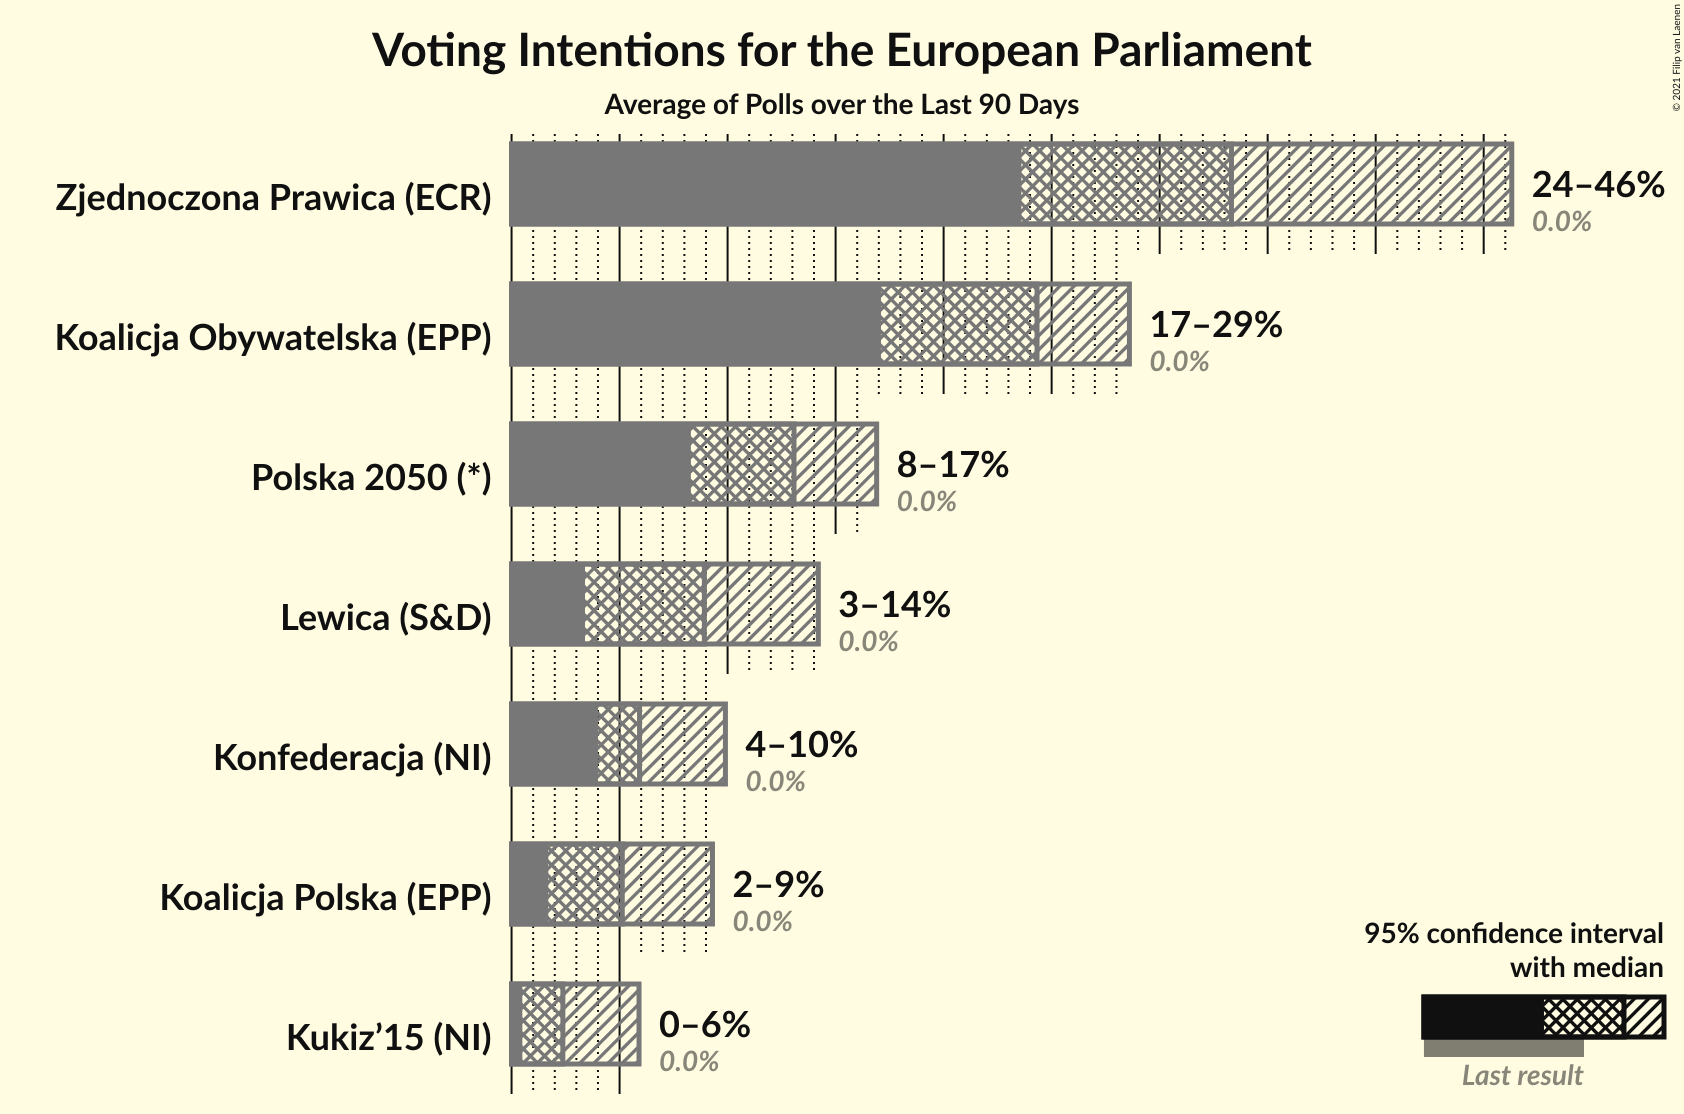 Voting Intentions for the European Parliament
Average of Polls over the Last 90 Days
© 2021 Filip van Laenen
Zjednoczona Prawica (ECR)
24–46%
0.0%
Koalicja Obywatelska (EPP)
17–29%
0.0%
Polska 2050 (*)
8–17%
0.0%
Lewica (S&D)
3–14%
0.0%
Konfederacja (NI)
4–10%
0.0%
Koalicja Polska (EPP)
2–9%
0.0%
Kukiz’15 (NI)
0–6%
0.0%
95% confidence interval
with median
Last result